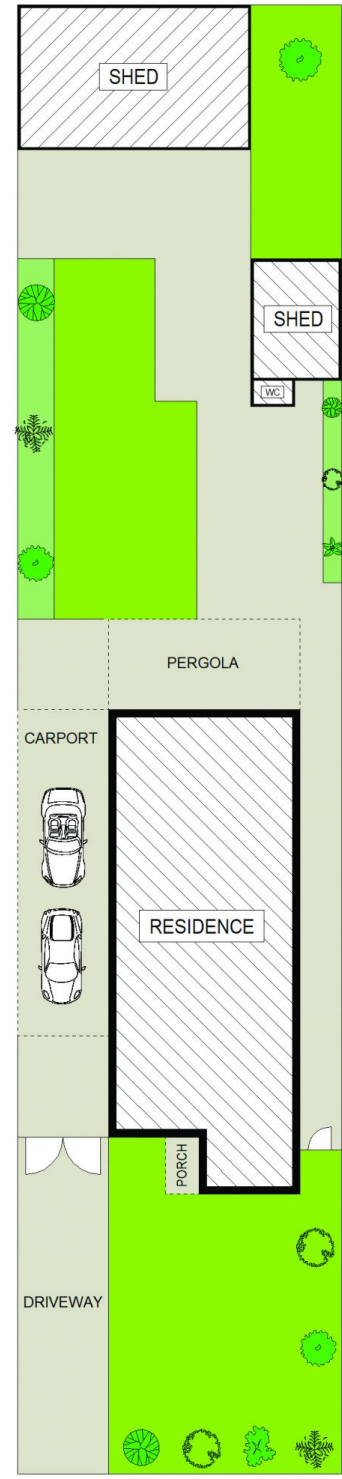 SHED
SHED
WC
PERGOLA
CARPORT
RESIDENCE
PORCH
DRIVEWAY